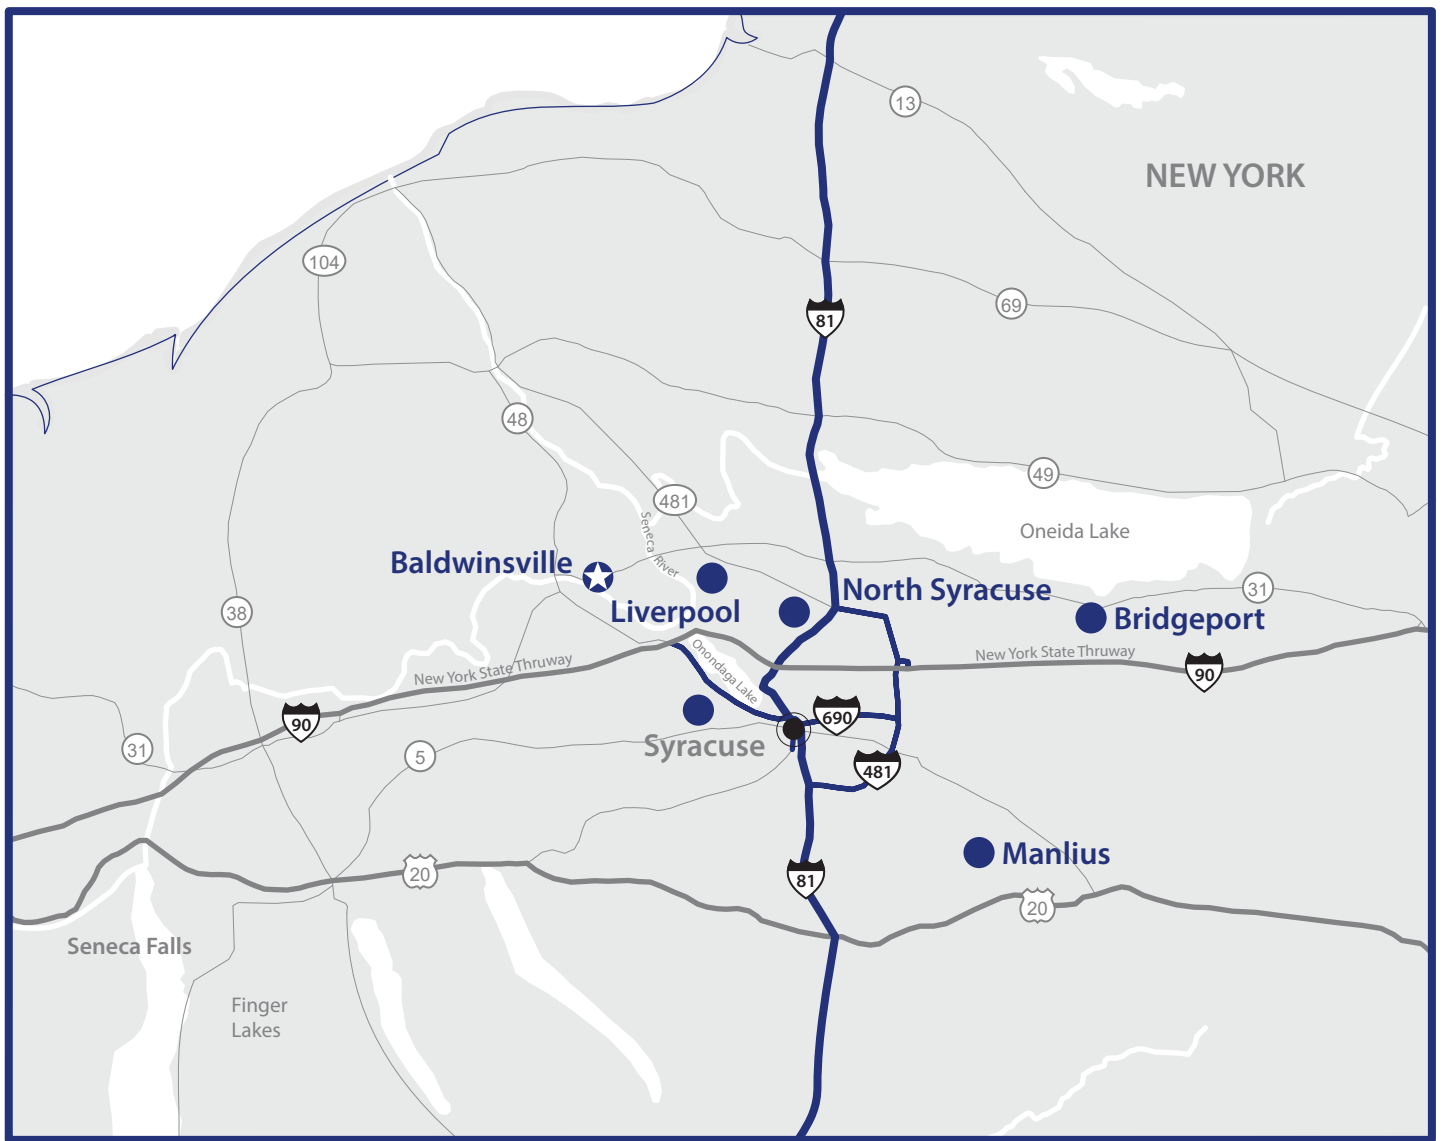 13
NEW YORK
104
69
81
48
49
481
Oneida Lake
Seneca River
Baldwinsville
North Syracuse
31
Liverpool
38
Bridgeport
New York State Thruway
New York State Thruway
Onondaga Lake
90
690
90
31
5
Syracuse
481
Manlius
20
81
20
Seneca Falls
Finger
Lakes